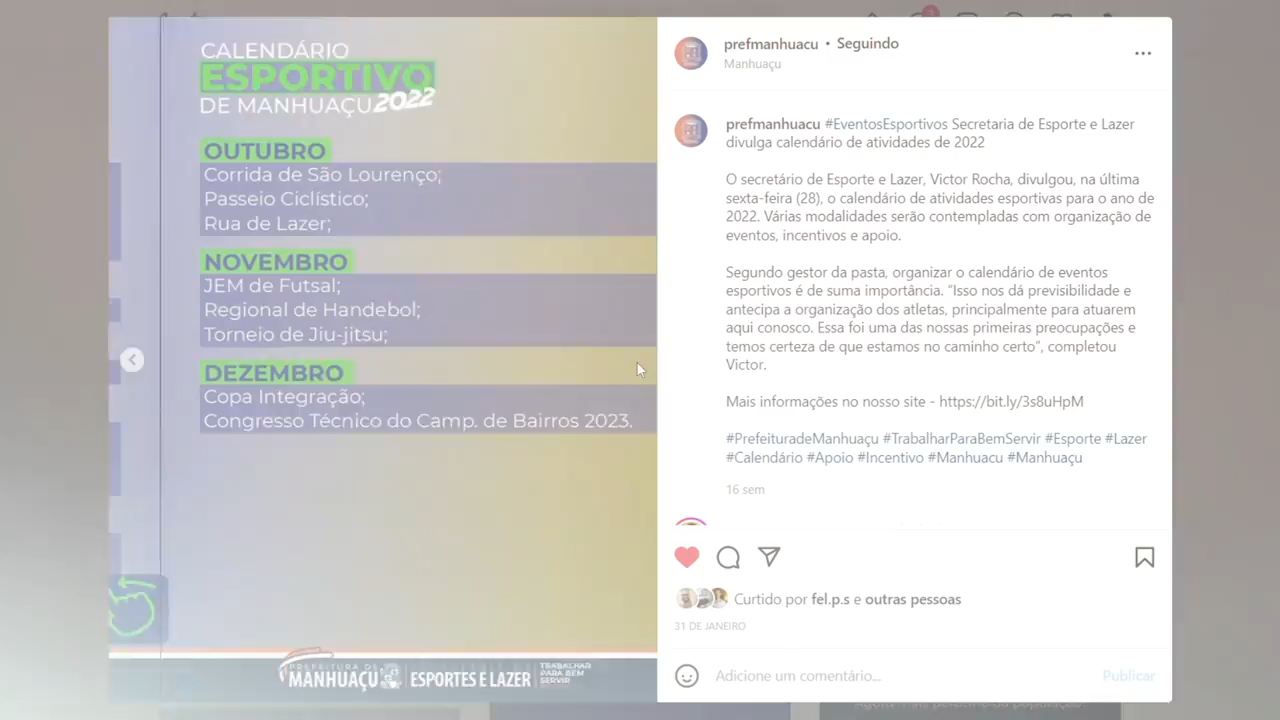 CALENDÁRIO
ESPORTIVO
DE MANHUAÇU 2022
OUTUBRO
Corrida de São Lourenço;
Passeio Ciclístico;
Rua de Lazer;
NOVEMBRO
JEM de Futsal;
Regional de Handebol;
Torneio de Jiu-jitsu;
DEZEMBRO
Copa Integração;
Congresso Técnico do Camp. de Bairros 2023.
PREFEITURA DE
MANHUAÇU
ESPORTES E LAZER
TRABALHAR
PARA BEM
SERVIR
prefmanhuacu • Seguindo
Manhuaçu
prefmanhuacu #EventosEsportivos Secretaria de Esporte e Lazer
divulga calendário de atividades de 2022
O secretário de Esporte e Lazer, Victor Rocha, divulgou, na última
sexta-feira (28), o calendário de atividades esportivas para o ano de
2022. Várias modalidades serão contempladas com organização de
eventos, incentivos e apoio.
Segundo gestor da pasta, organizar o calendário de eventos
esportivos é de suma importância. “Isso nos dá previsibilidade e
antecipa a organização dos atletas, principalmente para atuarem
aqui conosco. Essa foi uma das nossas primeiras preocupações e
temos certeza de que estamos no caminho certo”, completou
Victor.
Mais informações no nosso site - https://bit.ly/3s8uHpM
#PrefeituradeManhuaçu #TrabalharParaBemServir #Esporte #Lazer
#Calendário #Apoio #Incentivo #Manhuacu #Manhuaçu
16 sem
Curtido por fel.p.s e outras pessoas
31 DE JANEIRO
Adicione um comentário...
Publicar